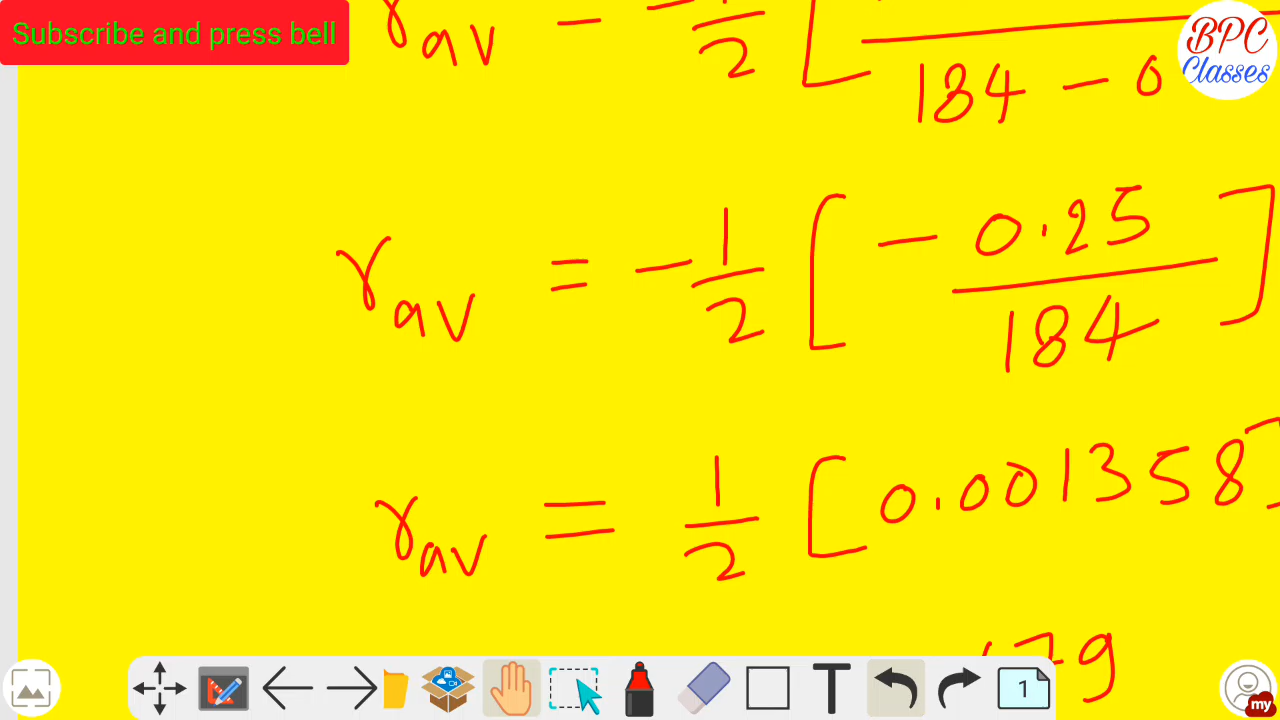 Subscribe and press bell
BPC
Classes
r_av = -1/2 [
184 - 0
r_av = -1/2 [ -0.25 / 184 ]
r_av = 1/2 [ 0.001358 ]
79
T
1
my